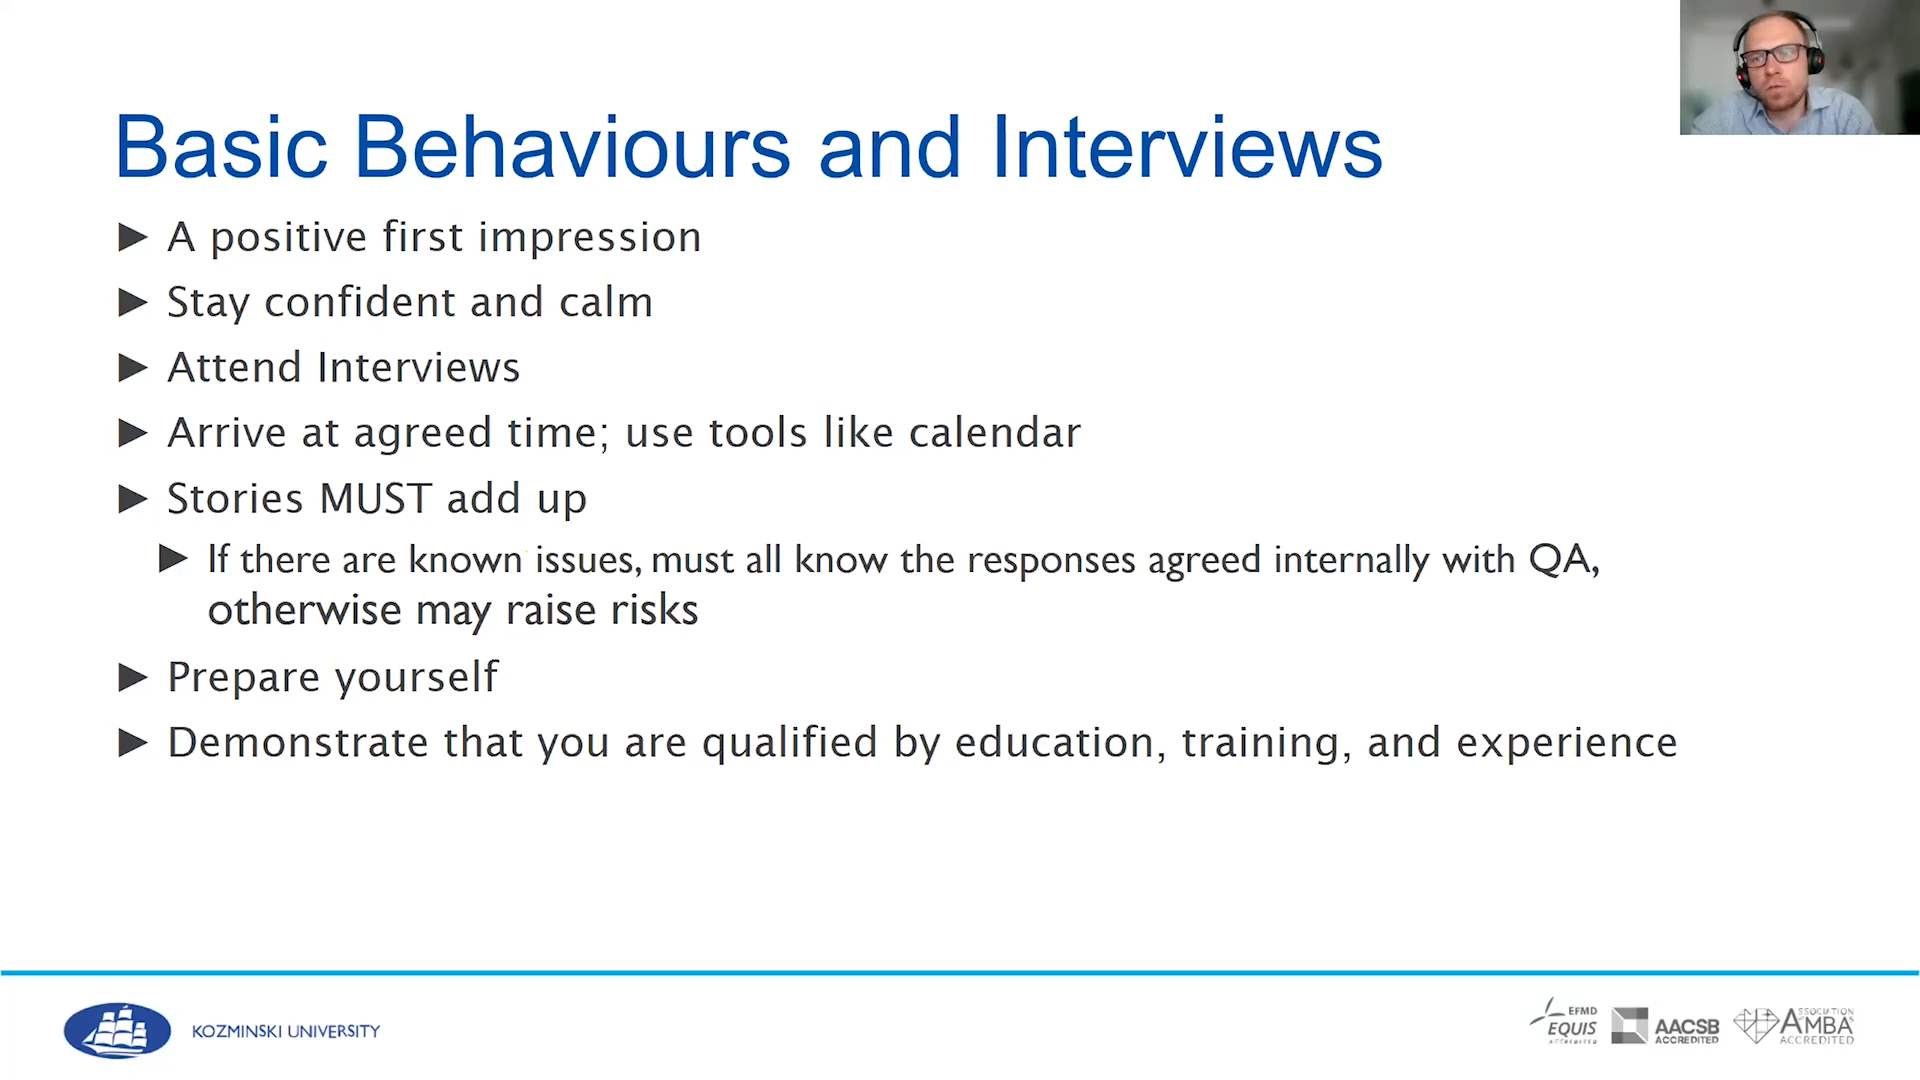 Basic Behaviours and Interviews
► A positive first impression
► Stay confident and calm
► Attend Interviews
► Arrive at agreed time; use tools like calendar
► Stories MUST add up
► If there are known issues, must all know the responses agreed internally with QA,
otherwise may raise risks
► Prepare yourself
► Demonstrate that you are qualified by education, training, and experience
KOZMINSKI UNIVERSITY
EFMD
EQUIS
ACCREDITED
AACSB
ACCREDITED
ASSOCIATION
AMBA
ACCREDITED